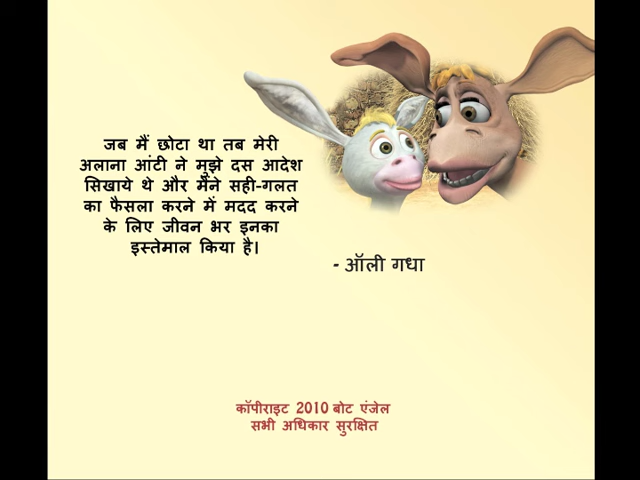 जब मैं छोटा था तब मेरी
अलाना आंटी ने मुझे दस आदेश
सिखाये थे और मैंने सही-गलत
का फैसला करने में मदद करने
के लिए जीवन भर इनका
इस्तेमाल किया है।
- ऑली गधा
कॉपीराइट 2010 बोट एंजेल
सभी अधिकार सुरक्षित